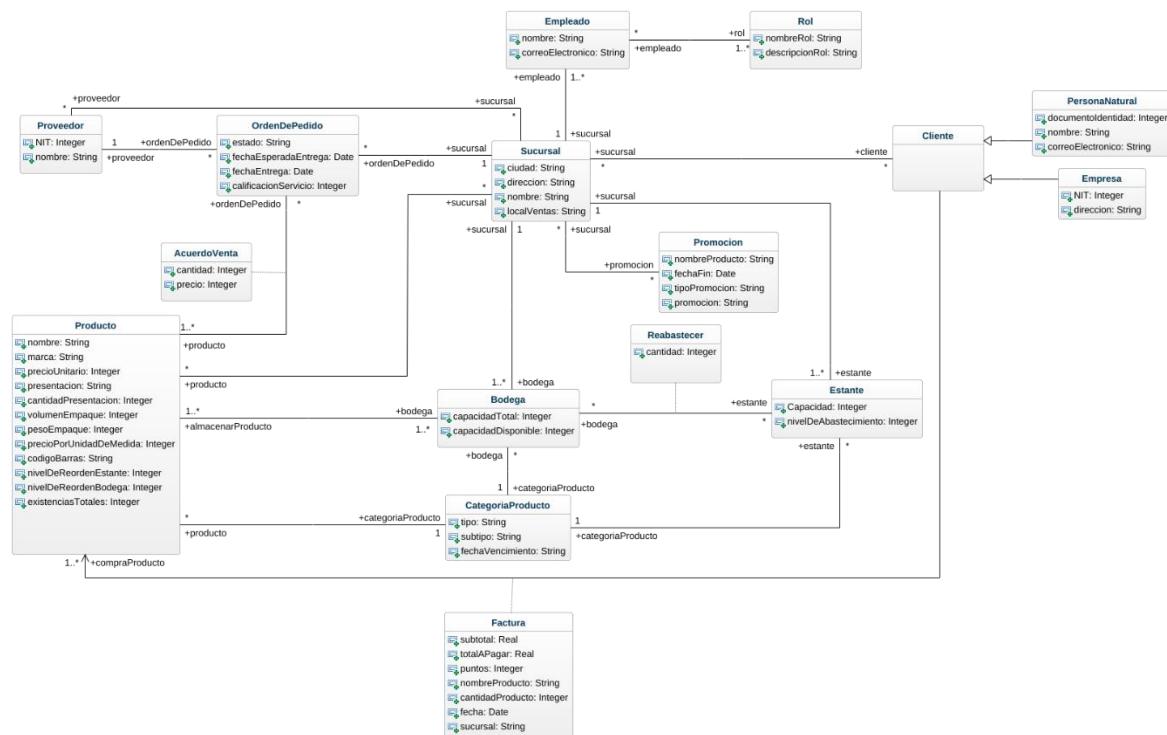 Empleado
nombre: String
correoElectronico: String
*
+empleado
+rol
1..*
Rol
nombreRol: String
descripcionRol: String
+empleado
1..*
1
+sucursal
+proveedor
*
+sucursal
*
Proveedor
NIT: Integer
nombre: String
1
+proveedor
+ordenDePedido
*
OrdenDePedido
estado: String
fechaEsperadaEntrega: Date
fechaEntrega: Date
calificacionServicio: Integer
*
+ordenDePedido
+sucursal
1
Sucursal
ciudad: String
direccion: String
nombre: String
localVentas: String
+sucursal
+cliente
*
Cliente
PersonaNatural
documentoIdentidad: Integer
nombre: String
correoElectronico: String
Empresa
NIT: Integer
direccion: String
+sucursal
1
+ordenDePedido
*
*
+sucursal
+sucursal
1
*
+sucursal
+promocion
*
Promocion
nombreProducto: String
fechaFin: Date
tipoPromocion: String
promocion: String
AcuerdoVenta
cantidad: Integer
precio: Integer
Producto
nombre: String
marca: String
precioUnitario: Integer
presentacion: String
cantidadPresentacion: Integer
volumenEmpaque: Integer
pesoEmpaque: Integer
precioPorUnidadDeMedida: Integer
codigoBarras: String
nivelDeReordenEstante: Integer
nivelDeReordenBodega: Integer
existenciasTotales: Integer
1..*
+producto
*
+producto
1..*
+almacenarProducto
+bodega
1..*
Reabastecer
cantidad: Integer
1..*
+bodega
Bodega
capacidadTotal: Integer
capacidadDisponible: Integer
*
+bodega
+estante
*
1..*
+estante
Estante
Capacidad: Integer
nivelDeAbastecimiento: Integer
+estante
*
+bodega
*
1
+categoriaProducto
*
+producto
+categoriaProducto
1
CategoriaProducto
tipo: String
subtipo: String
fechaVencimiento: String
1
+categoriaProducto
1..*
+compraProducto
Factura
subtotal: Real
totalAPagar: Real
puntos: Integer
nombreProducto: String
cantidadProducto: Integer
fecha: Date
sucursal: String